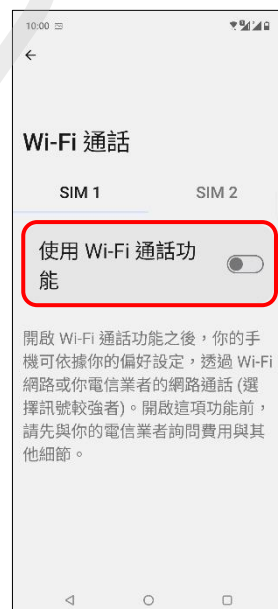 10:00
Wi-Fi 通話
SIM 1 SIM 2
使用 Wi-Fi 通話功
能
開啟 Wi-Fi 通話功能之後，你的手
機可依據你的偏好設定，透過 Wi-Fi
網路或你電信業者的網路通話 (選
擇訊號較強者)。開啟這項功能前，
請先與你的電信業者詢問費用與其
他細節。